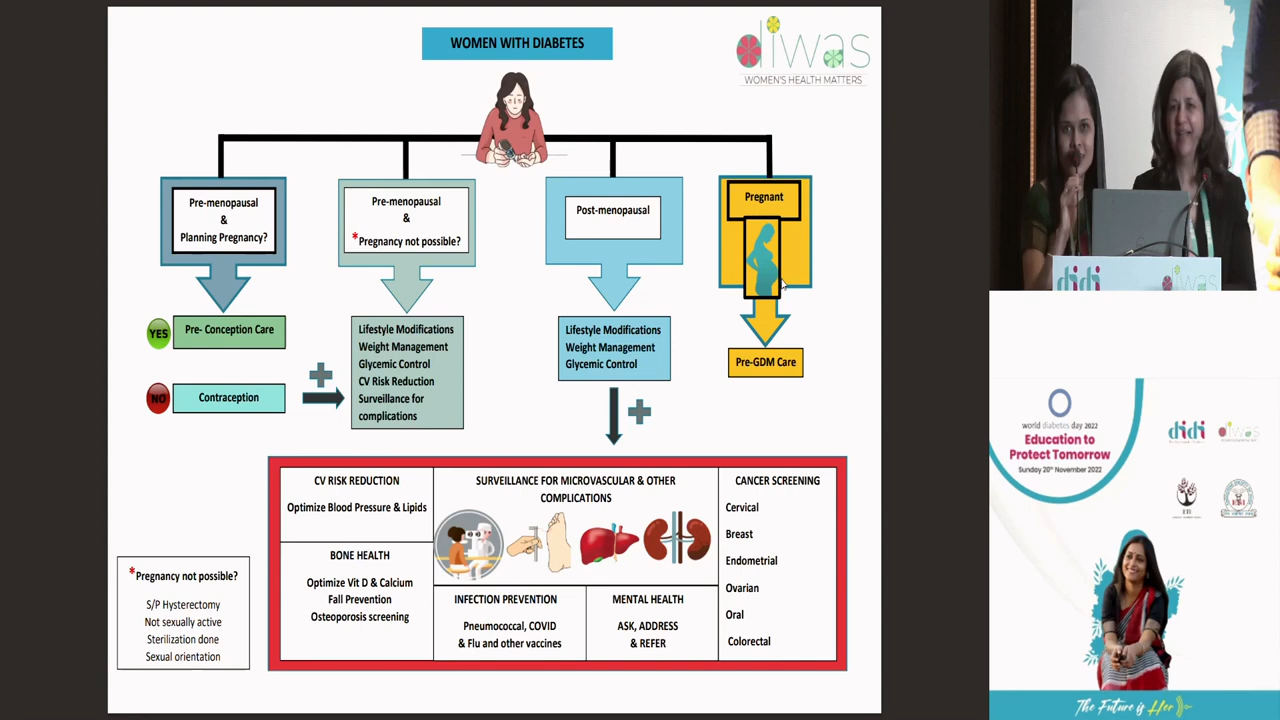 WOMEN WITH DIABETES
diwas
WOMEN'S HEALTH MATTERS
Pre-menopausal
&
Planning Pregnancy?
Pre-menopausal
&
*Pregnancy not possible?
Post-menopausal
Pregnant
YES
Pre- Conception Care
NO
Contraception
Lifestyle Modifications
Weight Management
Glycemic Control
CV Risk Reduction
Surveillance for
complications
Lifestyle Modifications
Weight Management
Glycemic Control
Pre-GDM Care
CV RISK REDUCTION
Optimize Blood Pressure & Lipids
BONE HEALTH
Optimize Vit D & Calcium
Fall Prevention
Osteoporosis screening
SURVEILLANCE FOR MICROVASCULAR & OTHER
COMPLICATIONS
INFECTION PREVENTION
Pneumococcal, COVID
& Flu and other vaccines
MENTAL HEALTH
ASK, ADDRESS
& REFER
CANCER SCREENING
Cervical
Breast
Endometrial
Ovarian
Oral
Colorectal
*Pregnancy not possible?
S/P Hysterectomy
Not sexually active
Sterilization done
Sexual orientation
didi
diwas
world diabetes day 2022
Education to
Protect Tomorrow
Sunday 20th November 2022
didi
diwas
The Future is Her